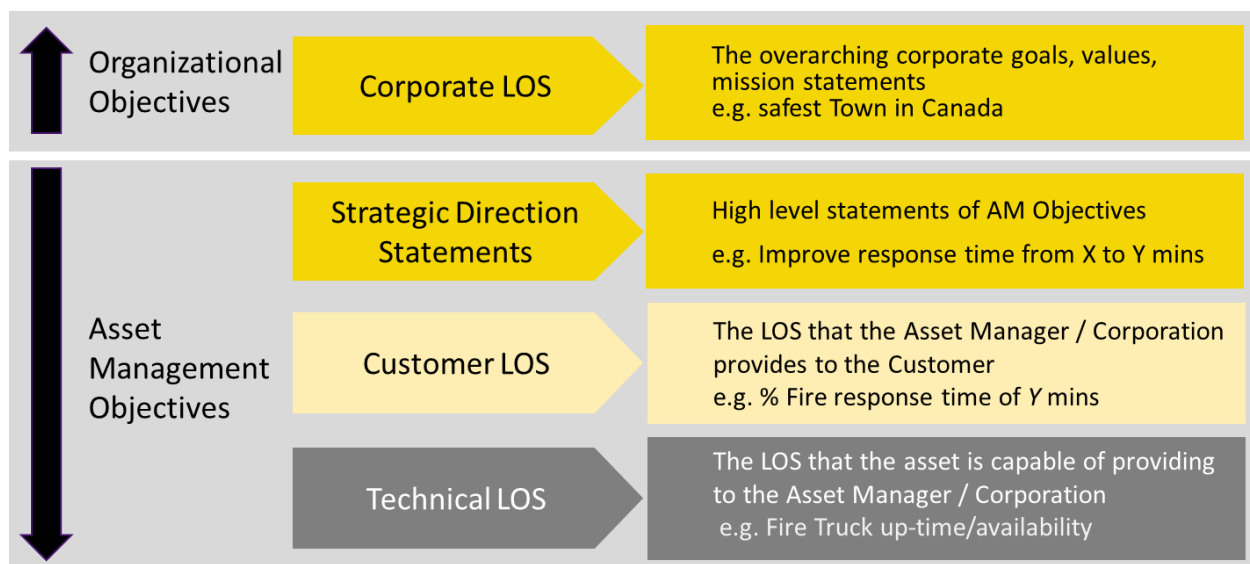 Organizational
Objectives
Corporate LOS
The overarching corporate goals, values,
mission statements
e.g. safest Town in Canada
Asset
Management
Objectives
Strategic Direction
Statements
High level statements of AM Objectives
e.g. Improve response time from X to Y mins
Customer LOS
The LOS that the Asset Manager / Corporation
provides to the Customer
e.g. % Fire response time of Y mins
Technical LOS
The LOS that the asset is capable of providing
to the Asset Manager / Corporation
e.g. Fire Truck up-time/availability